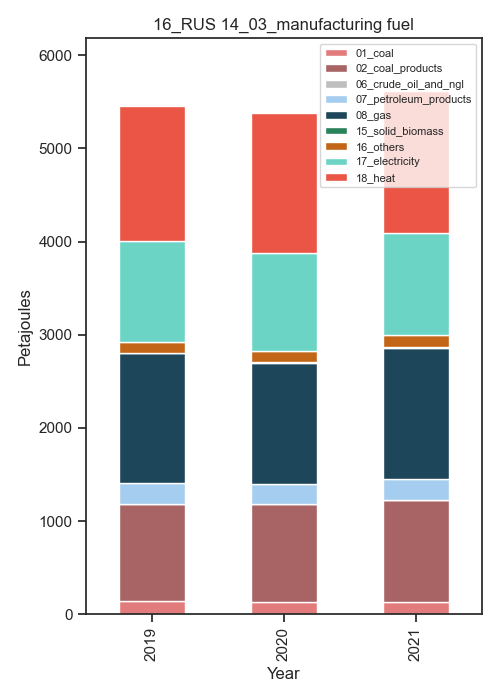 16_RUS 14_03_manufacturing fuel
01_coal
02_coal_products
06_crude_oil_and_ngl
07_petroleum_products
08_gas
15_solid_biomass
16_others
17_electricity
18_heat
6000
5000
4000
3000
2000
1000
0
Petajoules
2019
2020
2021
Year